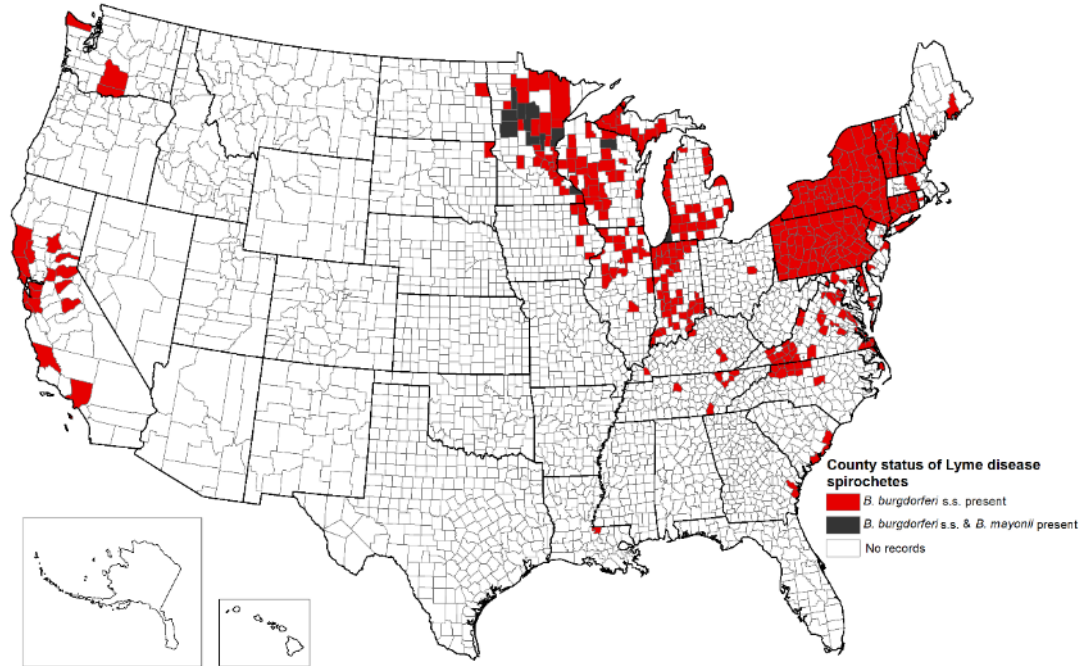 County status of Lyme disease
spirochetes
B. burgdorferi s.s. present
B. burgdorferi s.s. & B. mayonii present
No records